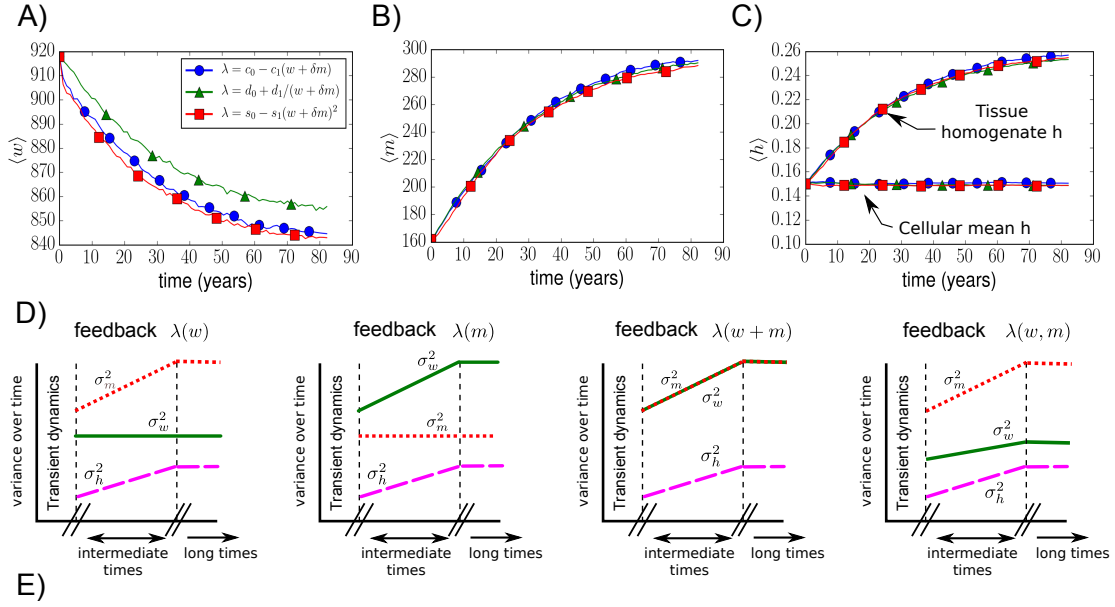 A)
B)
C)
920
910
900
890
880
870
860
850
840
⟨w⟩
λ = c₀ − c₁(w + δm)
λ = d₀ + d₁/(w + δm)
λ = s₀ − s₁(w + δm)²
0 10 20 30 40 50 60 70 80 90
time (years)
300
280
260
240
220
200
180
160
⟨m⟩
0 10 20 30 40 50 60 70 80 90
time (years)
0.26
0.24
0.22
0.20
0.18
0.16
0.14
0.12
0.10
⟨h⟩
Tissue
homogenate h
Cellular mean h
0 10 20 30 40 50 60 70 80 90
time (years)
D)
feedback λ(w)
variance over time
Transient dynamics
σ²ₘ
σ²w
σ²h
intermediate
times
long times
feedback λ(m)
variance over time
Transient dynamics
σ²w
σ²ₘ
σ²h
intermediate
times
long times
feedback λ(w + m)
variance over time
Transient dynamics
σ²ₘ
σ²w
σ²h
intermediate
times
long times
feedback λ(w, m)
variance over time
Transient dynamics
σ²ₘ
σ²w
σ²h
intermediate
times
long times
E)